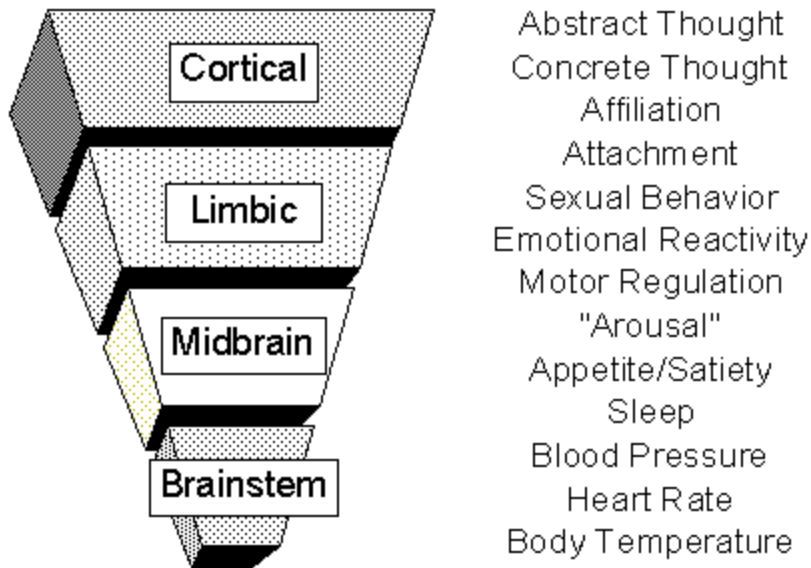 Cortical
Limbic
Midbrain
Brainstem
Abstract Thought
Concrete Thought
Affiliation
Attachment
Sexual Behavior
Emotional Reactivity
Motor Regulation
"Arousal"
Appetite/Satiety
Sleep
Blood Pressure
Heart Rate
Body Temperature